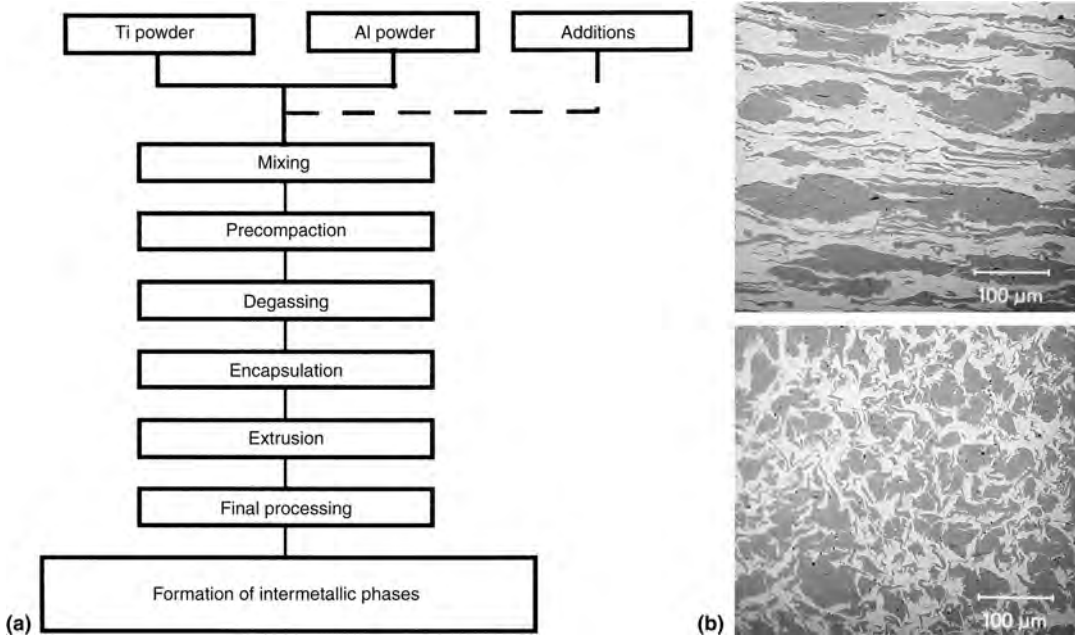 Ti powder
Al powder
Additions
Mixing
Precompaction
Degassing
Encapsulation
Extrusion
Final processing
Formation of intermetallic phases
(a)
100 µm
100 µm
(b)